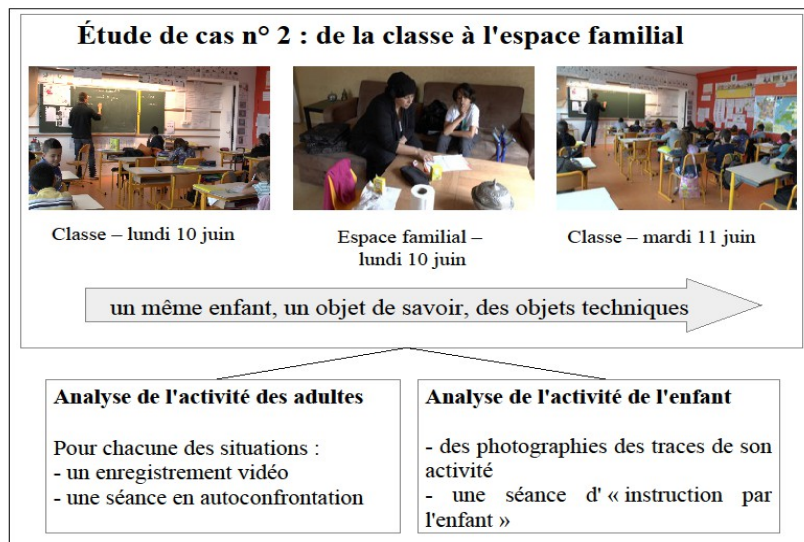 Étude de cas n° 2 : de la classe à l'espace familial
Classe – lundi 10 juin
Espace familial –
lundi 10 juin
Classe – mardi 11 juin
un même enfant, un objet de savoir, des objets techniques
Analyse de l'activité des adultes
Pour chacune des situations :
- un enregistrement vidéo
- une séance en autoconfrontation
Analyse de l'activité de l'enfant
- des photographies des traces de son
activité
- une séance d' « instruction par
l'enfant »